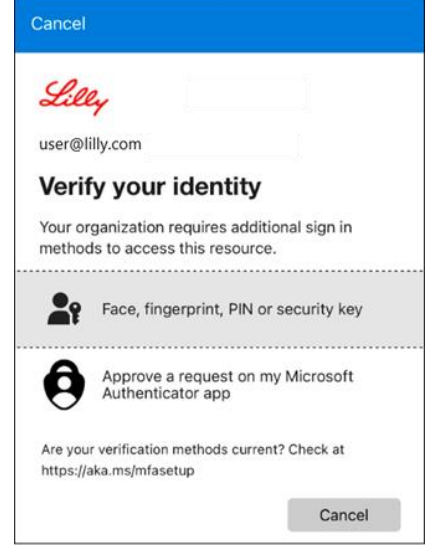 Cancel
Lilly
user@lilly.com
Verify your identity
Your organization requires additional sign in
methods to access this resource.
Face, fingerprint, PIN or security key
Approve a request on my Microsoft
Authenticator app
Are your verification methods current? Check at
https://aka.ms/mfasetup
Cancel